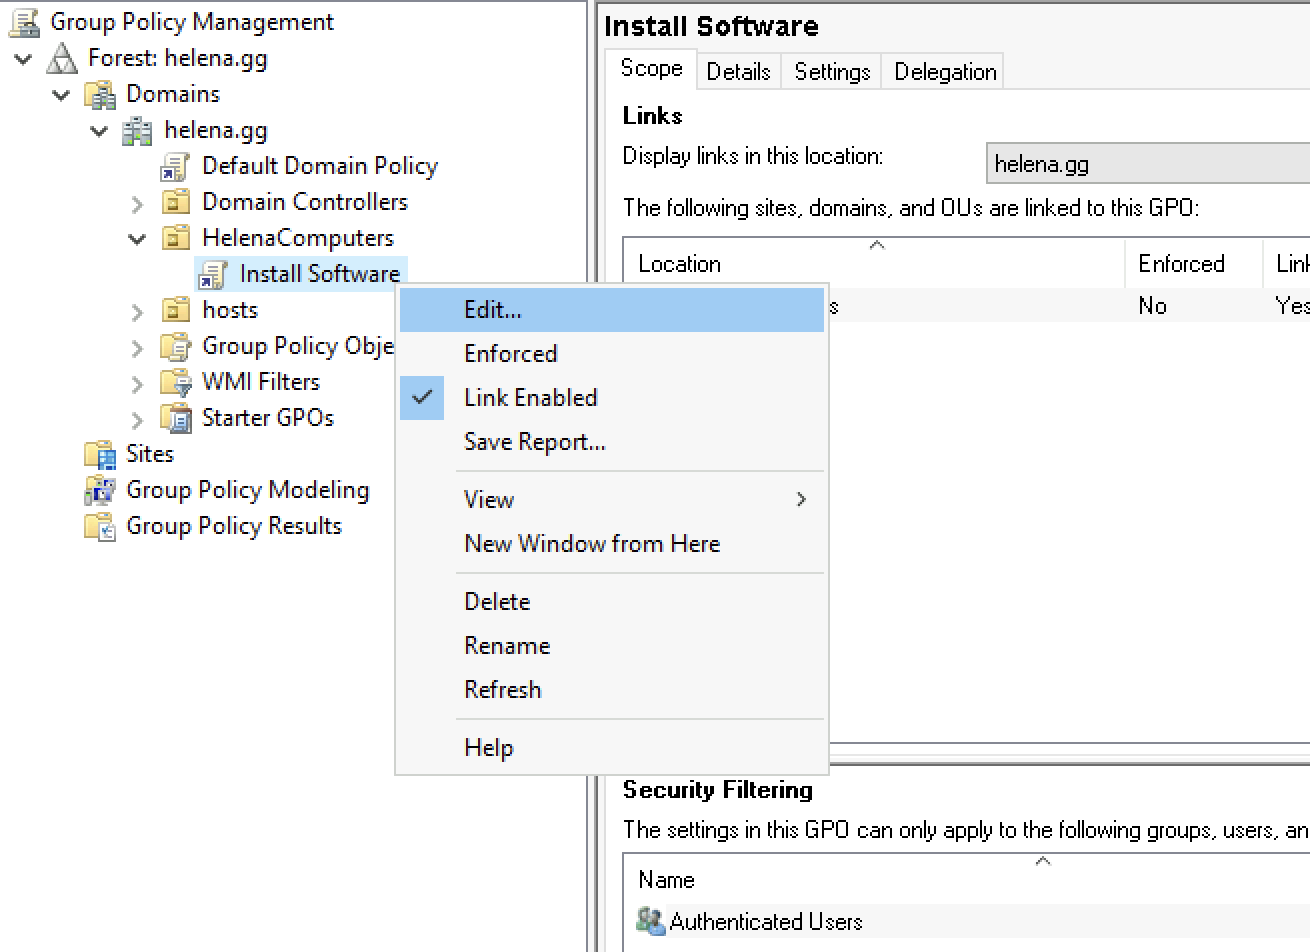 Group Policy Management
Forest: helena.gg
Domains
helena.gg
Default Domain Policy
Domain Controllers
HelenaComputers
Install Software
hosts
Group Policy Obje
WMI Filters
Starter GPOs
Sites
Group Policy Modeling
Group Policy Results
Edit...
Enforced
Link Enabled
Save Report...
View
New Window from Here
Delete
Rename
Refresh
Help
Install Software
Scope Details Settings Delegation
Links
Display links in this location: helena.gg
The following sites, domains, and OUs are linked to this GPO:
Location Enforced Link
s No Yes
Security Filtering
The settings in this GPO can only apply to the following groups, users, an
Name
Authenticated Users